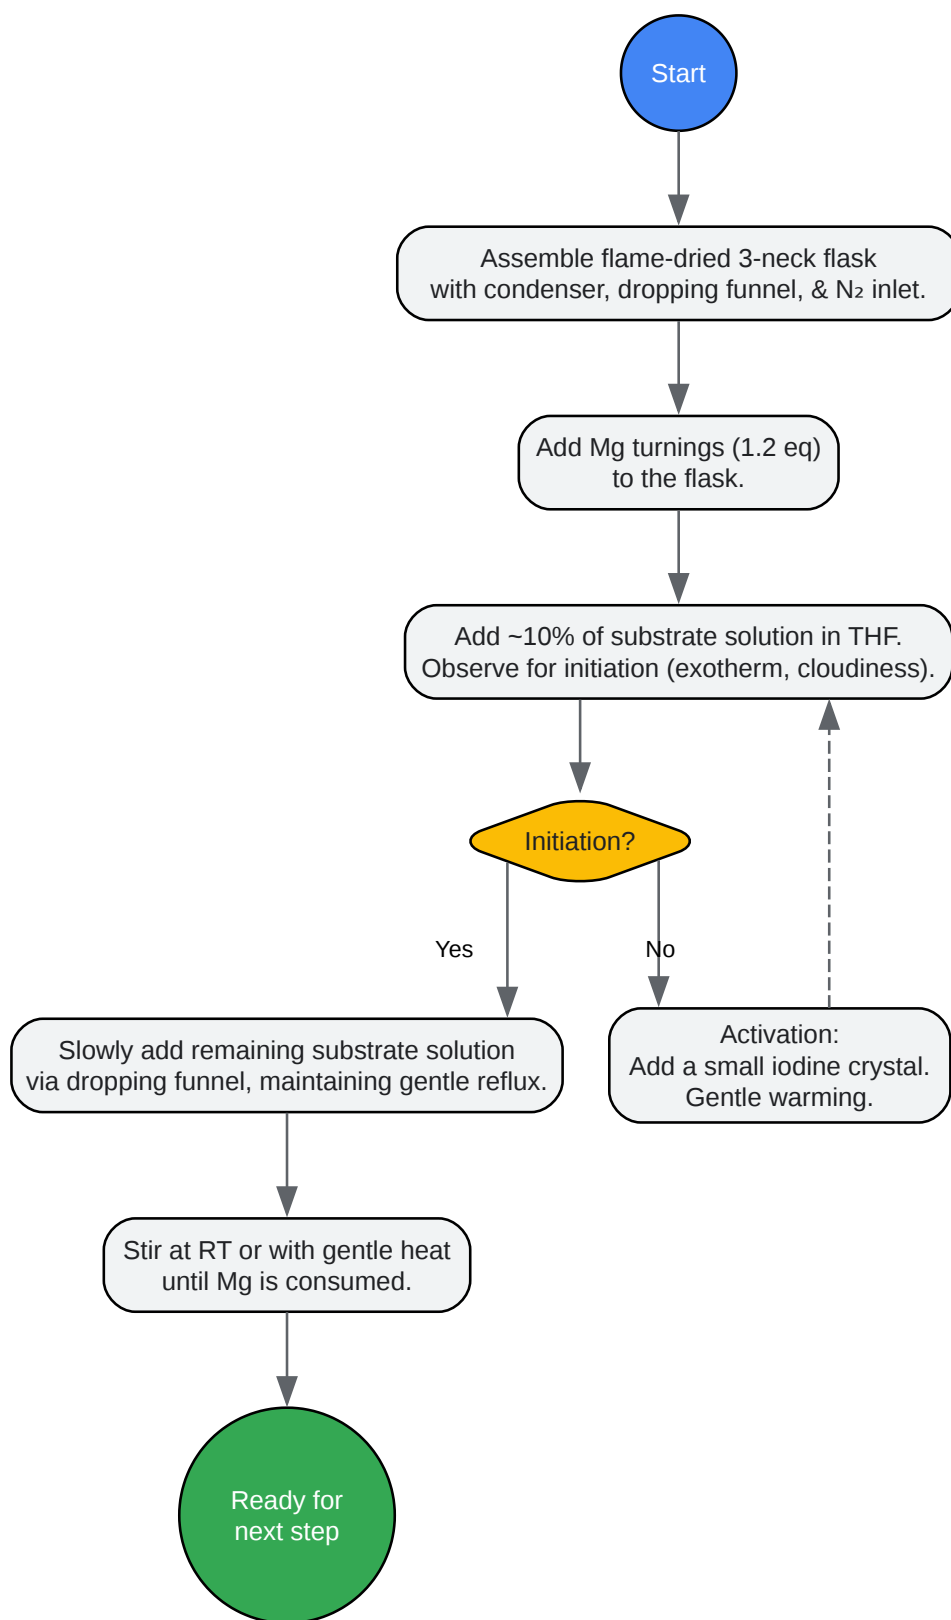 Start
Assemble flame-dried 3-neck flask
with condenser, dropping funnel, & N₂ inlet.
Add Mg turnings (1.2 eq)
to the flask.
Add ~10% of substrate solution in THF.
Observe for initiation (exotherm, cloudiness).
Initiation?
Yes
No
Slowly add remaining substrate solution
via dropping funnel, maintaining gentle reflux.
Activation:
Add a small iodine crystal.
Gentle warming.
Stir at RT or with gentle heat
until Mg is consumed.
Ready for
next step